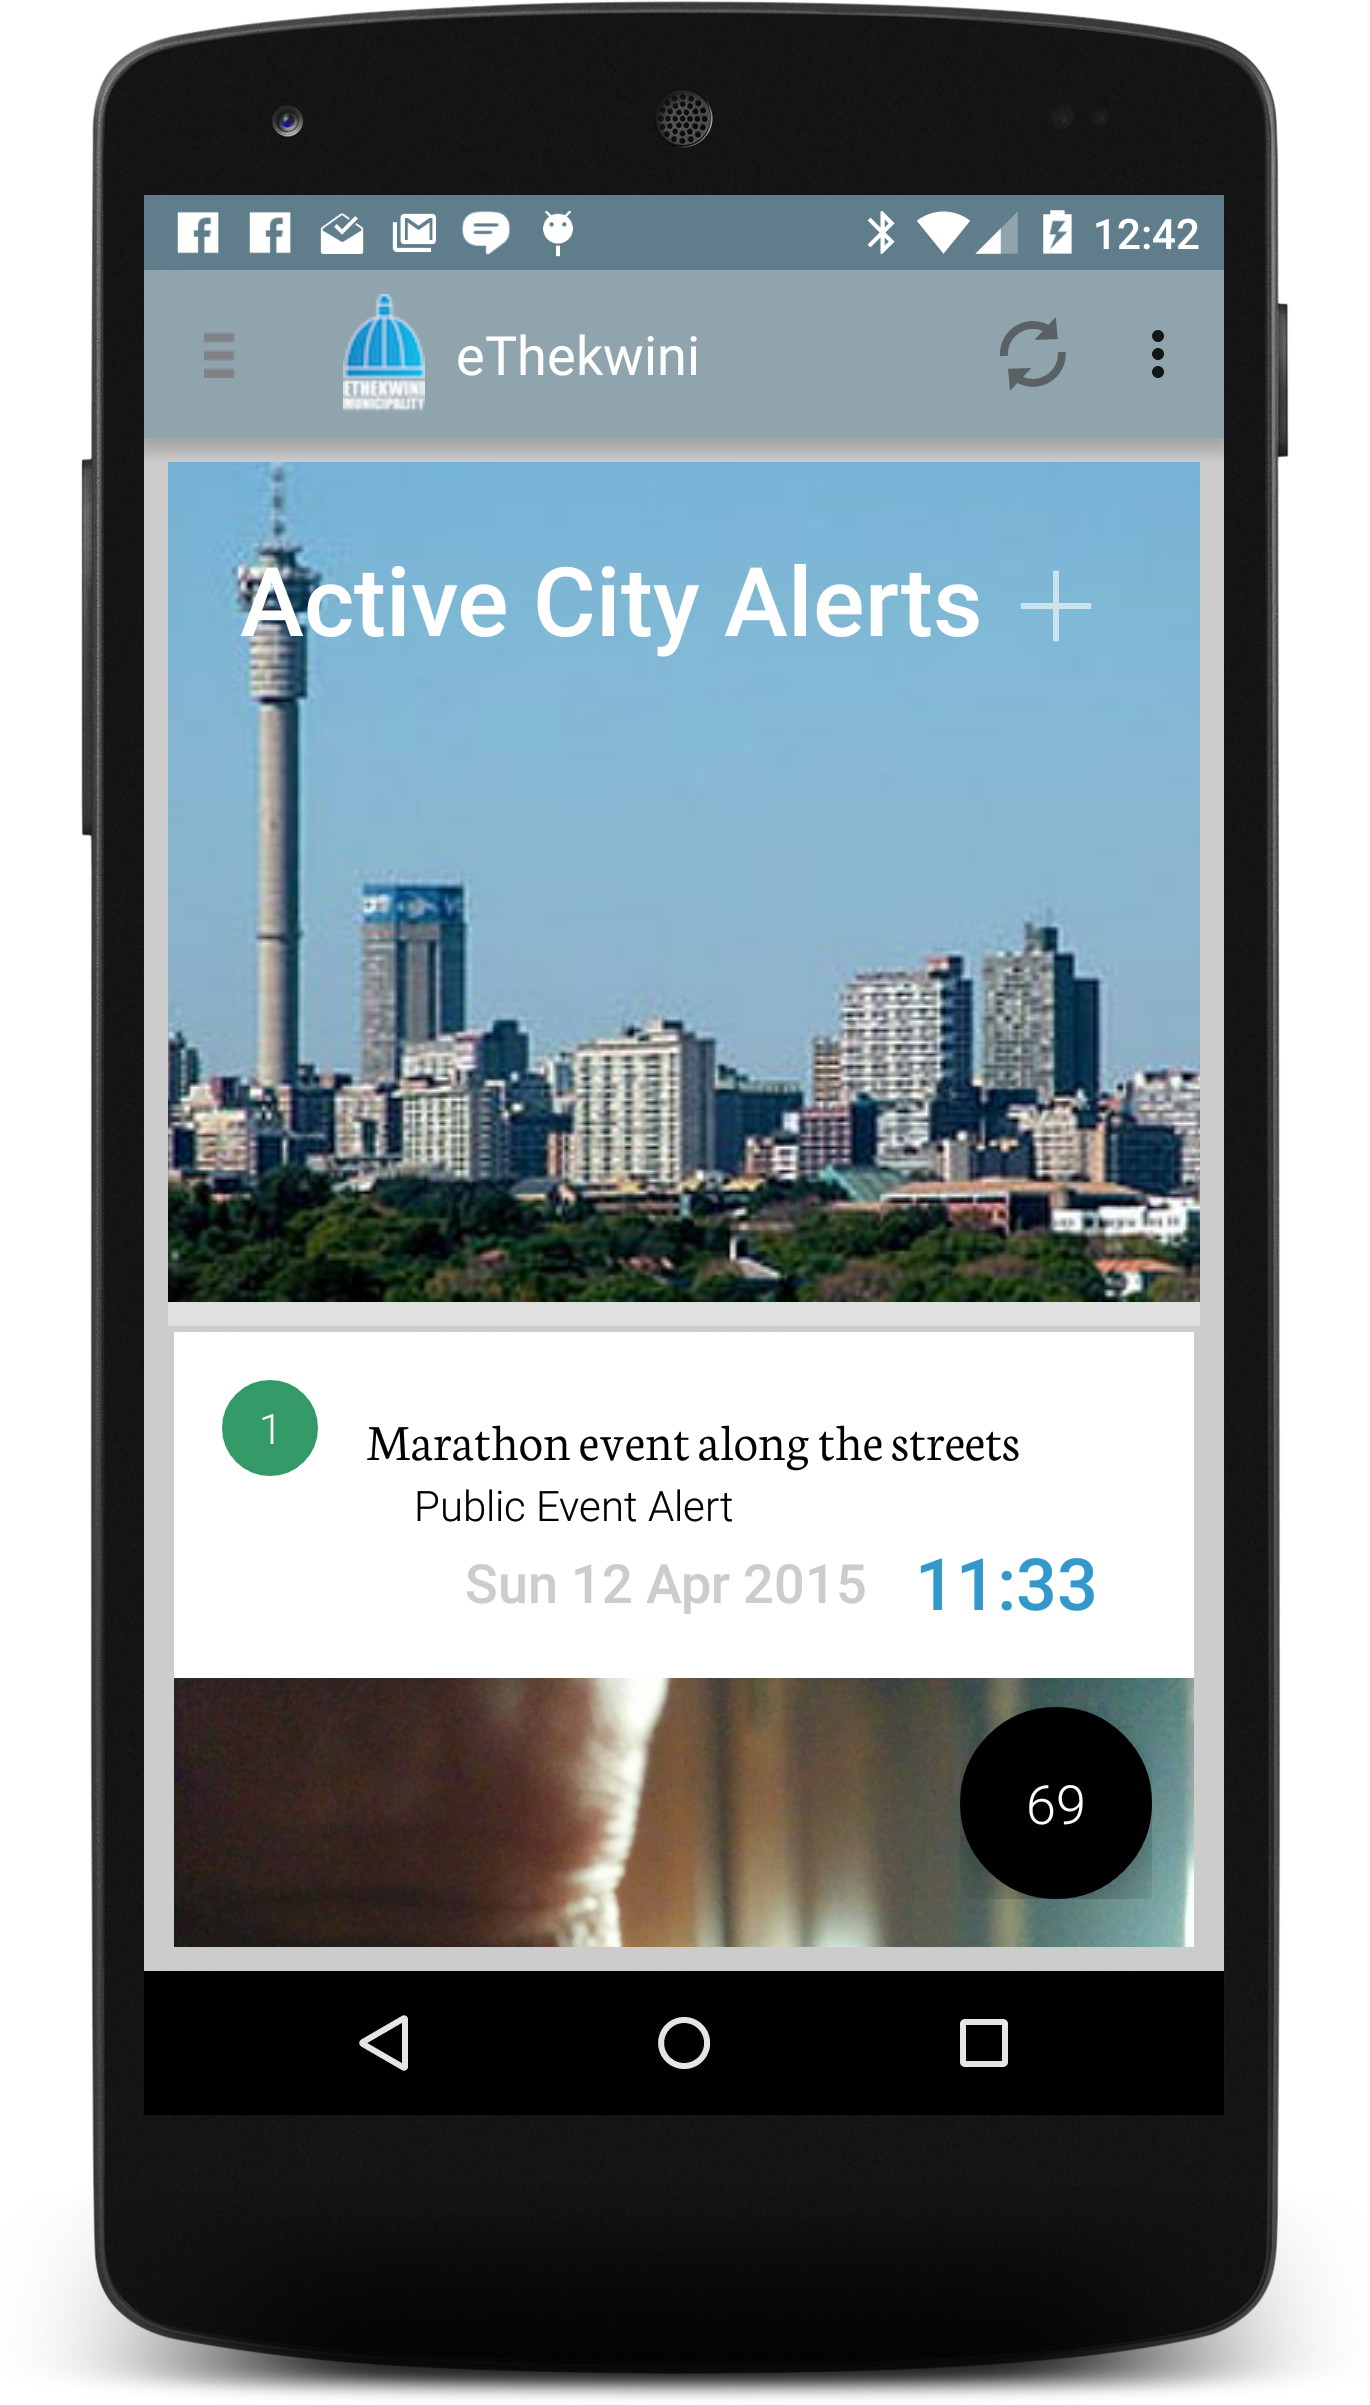 12:42
ETHEKWINI
MUNICIPALITY
eThekwini
Active City Alerts
1
Marathon event along the streets
Public Event Alert
Sun 12 Apr 2015 11:33
69